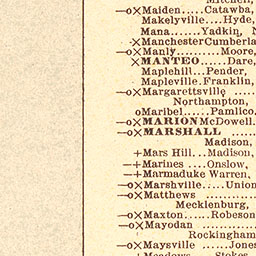 —o×Maiden.....Catawba,
Makelyville....Hyde,
Mana.......Yadkin,
×Manchester Cumberla
—o×Manly..........Moore,
×MANTEO......Dare,
Maplehill....Pender,
Mapleville.Franklin,
—o×Margarettsville
Northampton,
oMaribel......Pamlico,
—o×MARION McDowell.
—o×MARSHALL ......
Madison,
—+Mars Hill...Madison,
—+Marines ....Onslow,
—+Marmaduke Warren,
—o×Marshville....Union
—o×Matthews ........
Mecklenburg,
—o×Maxton......Robeson
—o×Mayodan ........
Rockingham
—o×Maysville ......Jones
+Meadows.....Stokes